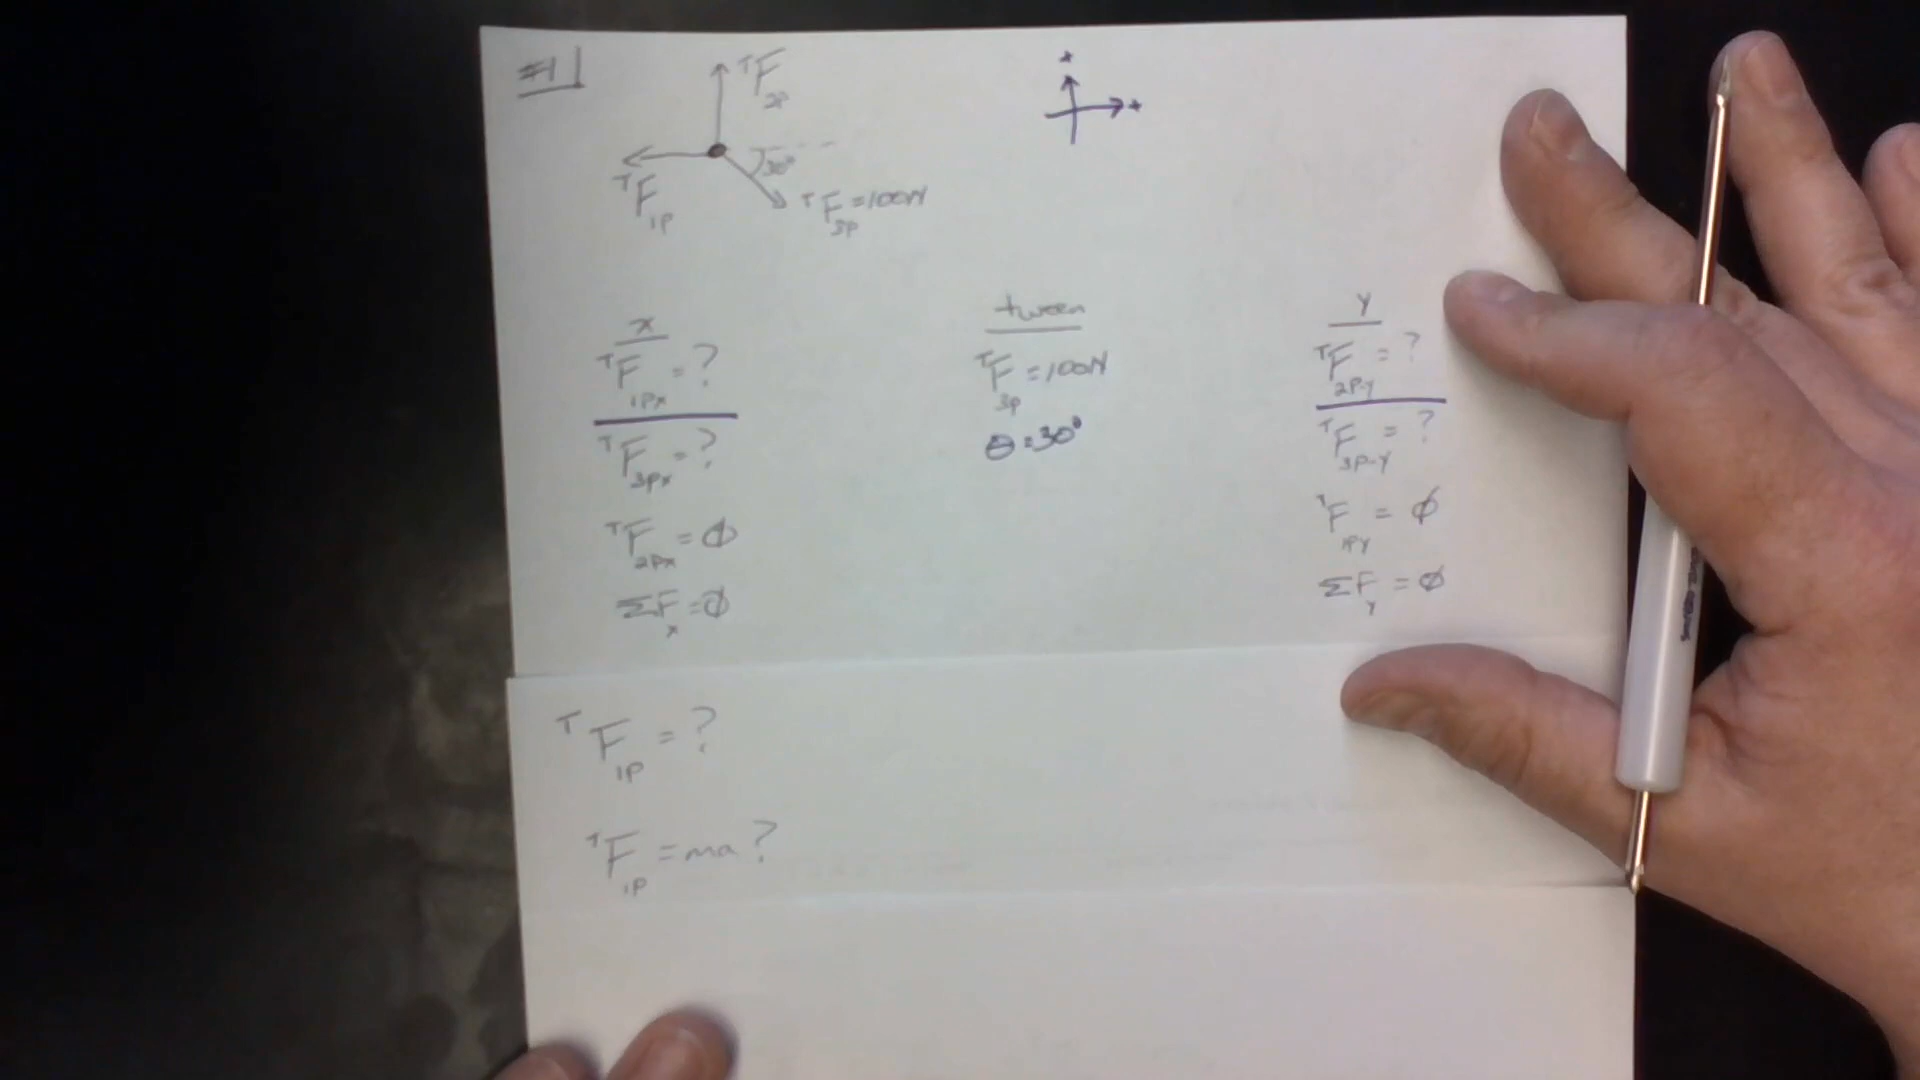 #1
TF2P
+
+
30°
TF1P
TF3P=100N
x
TF1Px=?
TF3Px=?
TF2Px=Ø
ΣFx=Ø
tween
TF3P=100N
θ=30°
Y
TF2P-Y=?
TF3P-Y=?
TF1PY=Ø
ΣFY=Ø
TF1P=?
TF1P=ma?